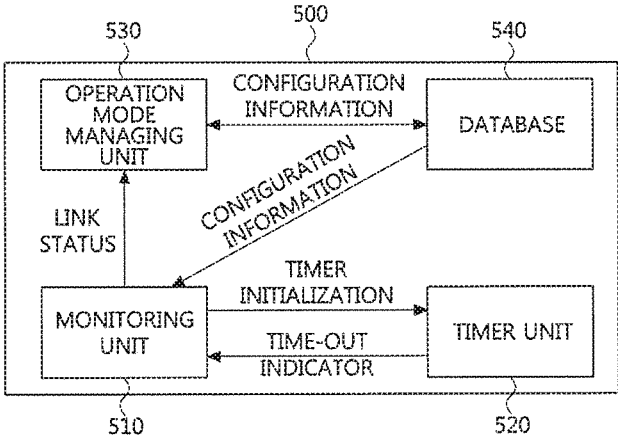 530
500
540
OPERATION
MODE
MANAGING
UNIT
CONFIGURATION
INFORMATION
DATABASE
CONFIGURATION
INFORMATION
LINK
STATUS
TIMER
INITIALIZATION
MONITORING
UNIT
TIME-OUT
INDICATOR
TIMER UNIT
510
520